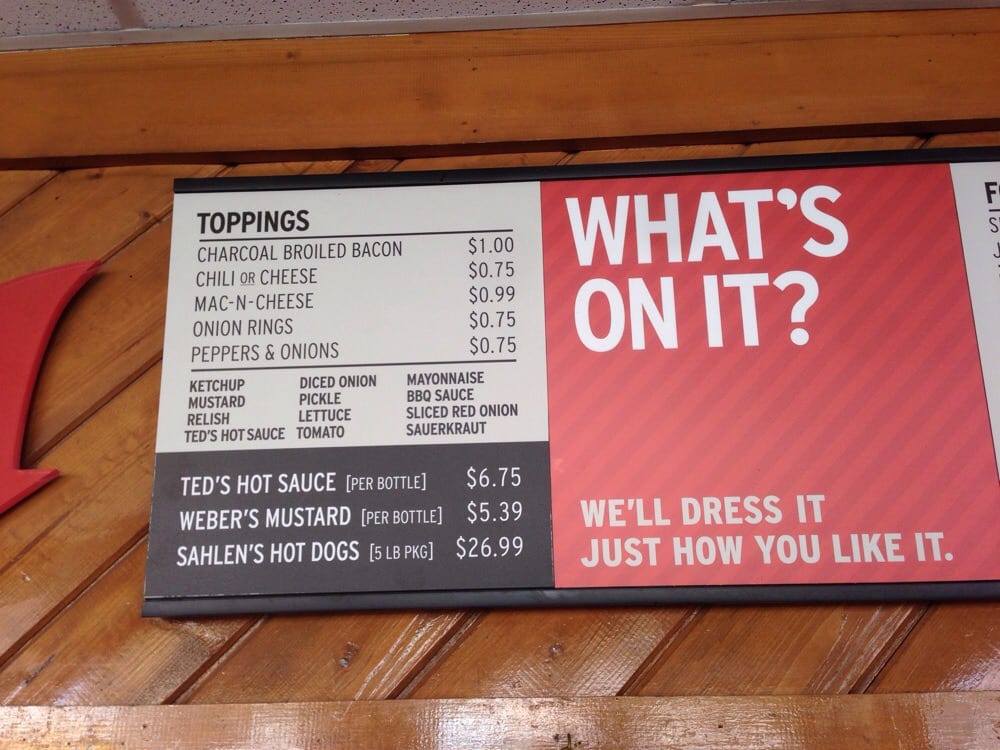 TOPPINGS
CHARCOAL BROILED BACON $1.00
CHILI OR CHEESE $0.75
MAC-N-CHEESE $0.99
ONION RINGS $0.75
PEPPERS & ONIONS $0.75
KETCHUP DICED ONION MAYONNAISE
MUSTARD PICKLE BBQ SAUCE
RELISH LETTUCE SLICED RED ONION
TED'S HOT SAUCE TOMATO SAUERKRAUT
TED'S HOT SAUCE [PER BOTTLE] $6.75
WEBER'S MUSTARD [PER BOTTLE] $5.39
SAHLEN'S HOT DOGS [5 LB PKG] $26.99
WHAT'S
ON IT?
WE'LL DRESS IT
JUST HOW YOU LIKE IT.